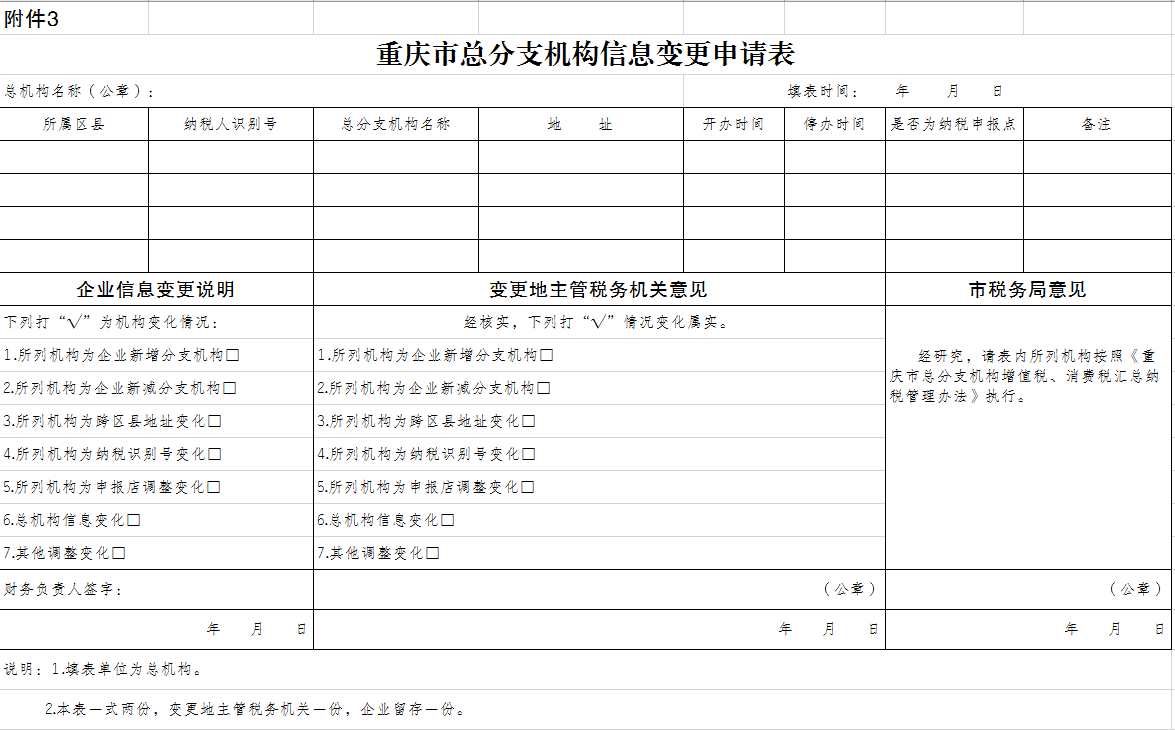 附件3
重庆市总分支机构信息变更申请表
总机构名称（公章）： 填表时间： 年 月 日
所属区县 纳税人识别号 总分支机构名称 地 址 开办时间 停办时间 是否为纳税申报点 备注
企业信息变更说明 变更地主管税务机关意见 市税务局意见
下列打“√”为机构变化情况： 经核实，下列打“√”情况变化属实。
1.所列机构为企业新增分支机构□ 1.所列机构为企业新增分支机构□
经研究，请表内所列机构按照《重
庆市总分支机构增值税、消费税汇总纳
税管理办法》执行。
2.所列机构为企业新减分支机构□ 2.所列机构为企业新减分支机构□
3.所列机构为跨区县地址变化□ 3.所列机构为跨区县地址变化□
4.所列机构为纳税识别号变化□ 4.所列机构为纳税识别号变化□
5.所列机构为申报店调整变化□ 5.所列机构为申报店调整变化□
6.总机构信息变化□ 6.总机构信息变化□
7.其他调整变化□ 7.其他调整变化□
财务负责人签字： （公章） （公章）
年 月 日 年 月 日 年 月 日
说明：1.填表单位为总机构。
2.本表一式两份，变更地主管税务机关一份，企业留存一份。